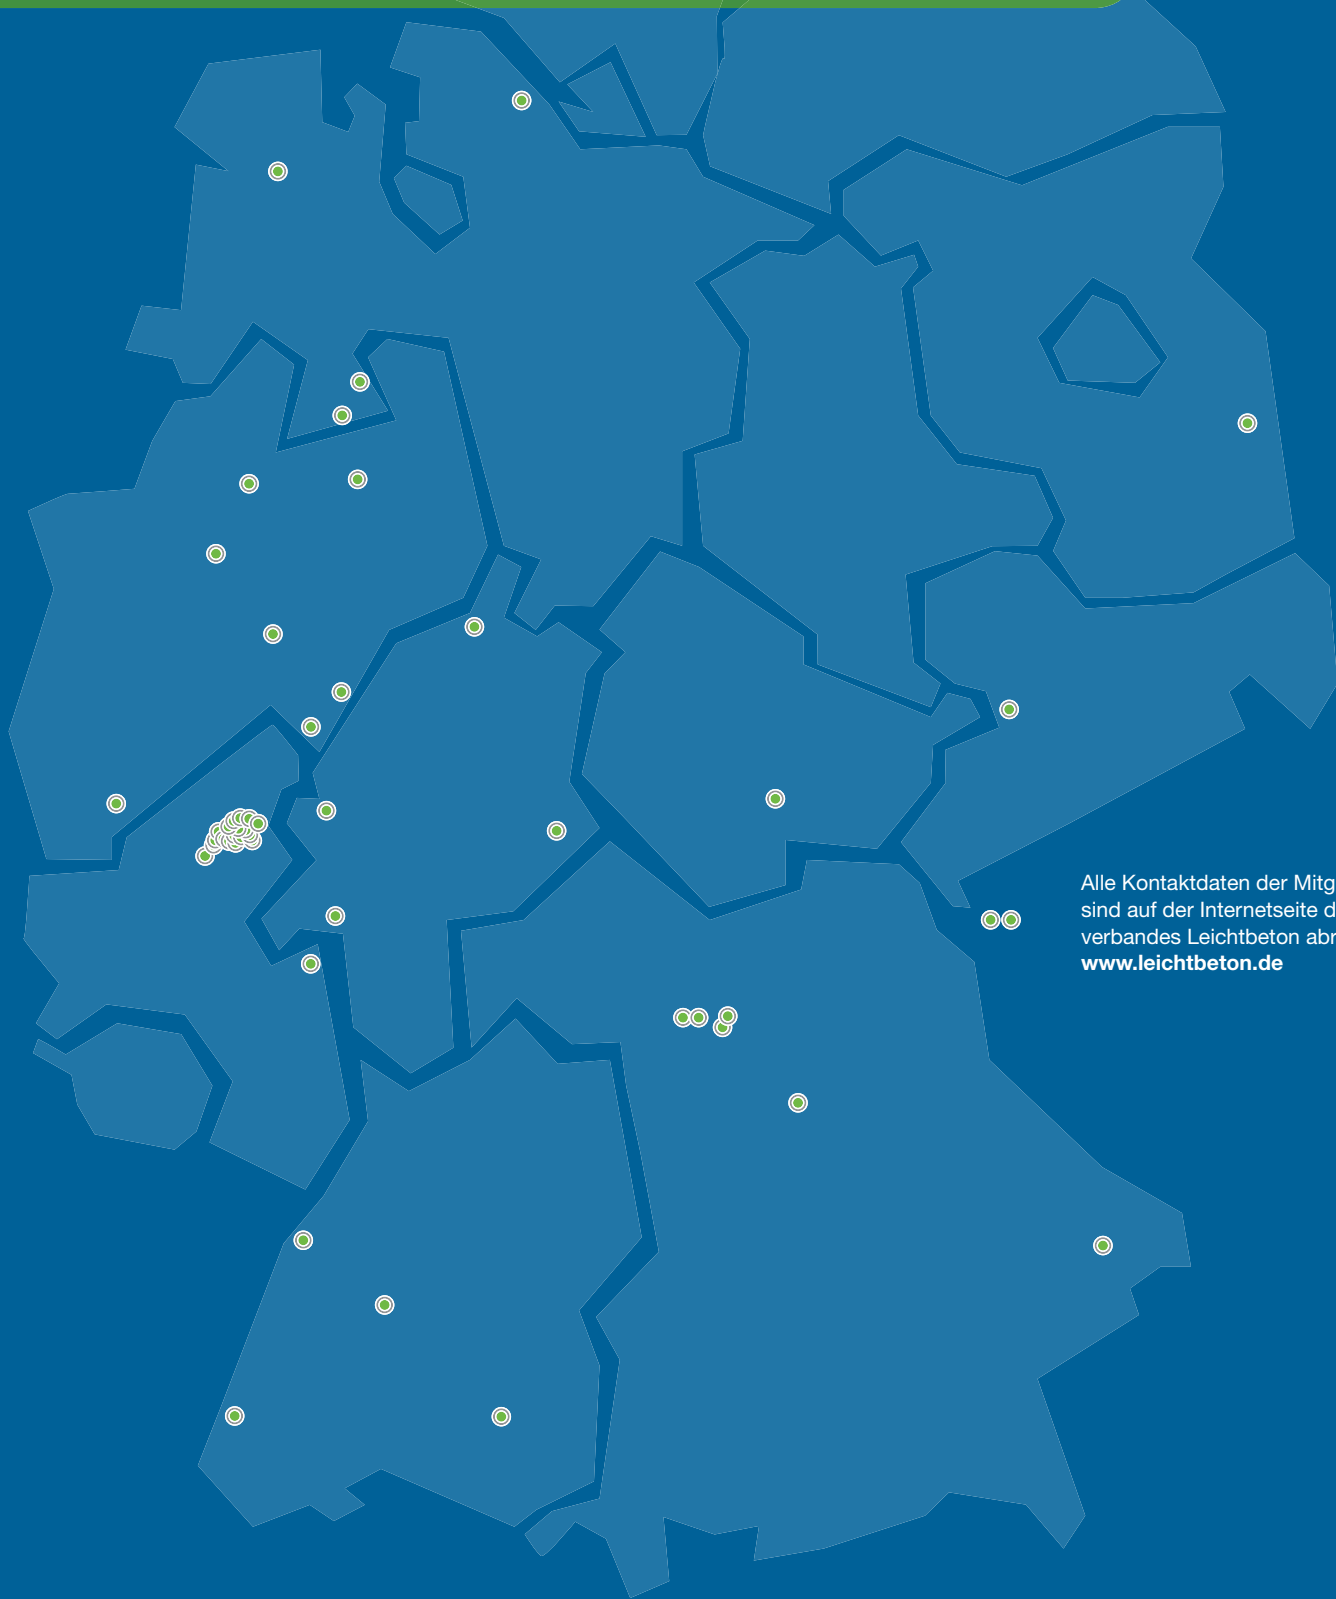 Alle Kontaktdaten der Mitg
sind auf der Internetseite d
verbandes Leichtbeton abr
www.leichtbeton.de